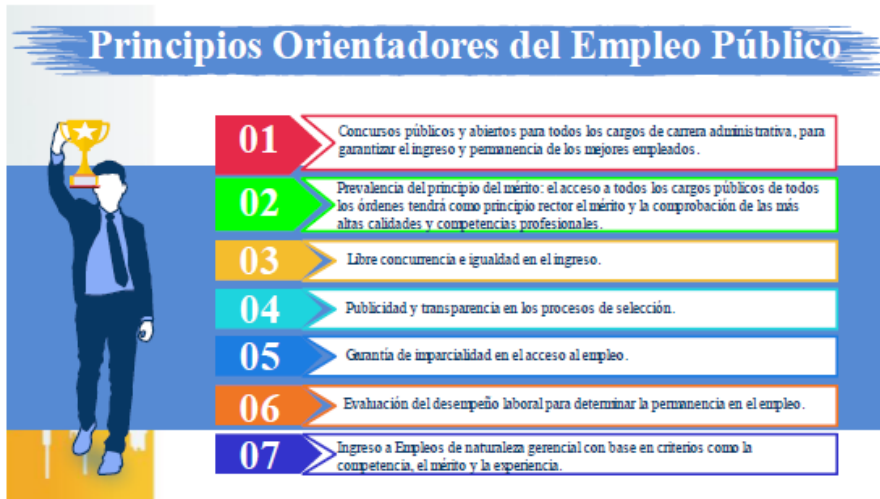 Principios Orientadores del Empleo Público
01
Concursos públicos y abiertos para todos los cargos de carrera administrativa, para
garantizar el ingreso y permanencia de los mejores empleados.
02
Prevalencia del principio del mérito: el acceso a todos los cargos públicos de todos
los órdenes tendrá como principio rector el mérito y la comprobación de las más
altas calidades y competencias profesionales.
03
Libre concurrencia e igualdad en el ingreso.
04
Publicidad y transparencia en los procesos de selección.
05
Garantía de imparcialidad en el acceso al empleo.
06
Evaluación del desempeño laboral para determinar la permanencia en el empleo.
07
Ingreso a Empleos de naturaleza gerencial con base en criterios como la
competencia, el mérito y la experiencia.